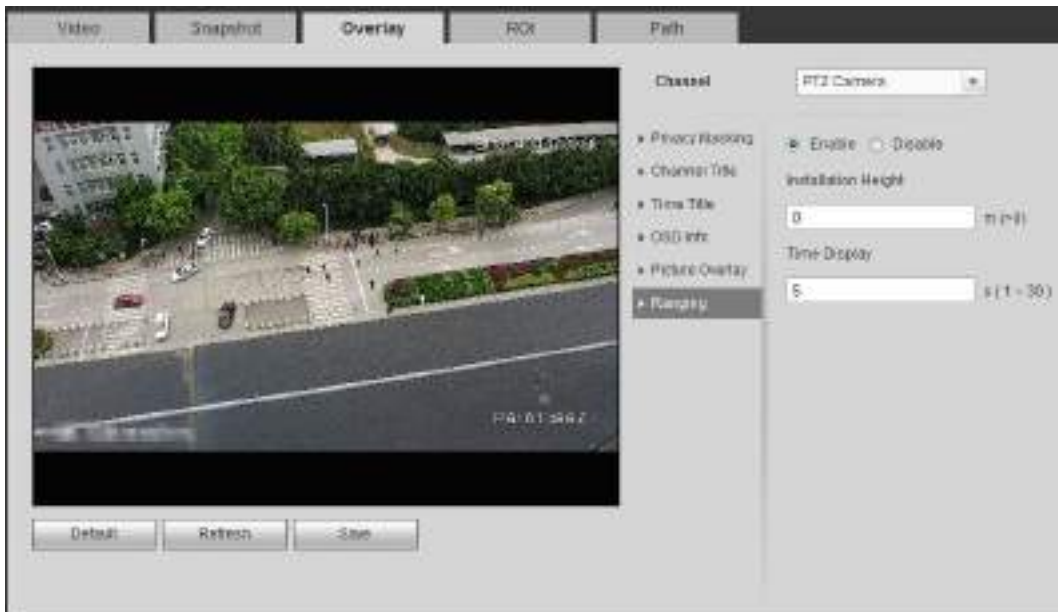 Video
Snapshot
Overlay
ROI
Path
Channel
PTZ Camera
Privacy Masking
Channel Title
Time Title
OSD Info
Picture Overlay
Ranging
Enable
Disable
Installation Height
0
Time Display
5
s (1~30)
Default
Refresh
Save